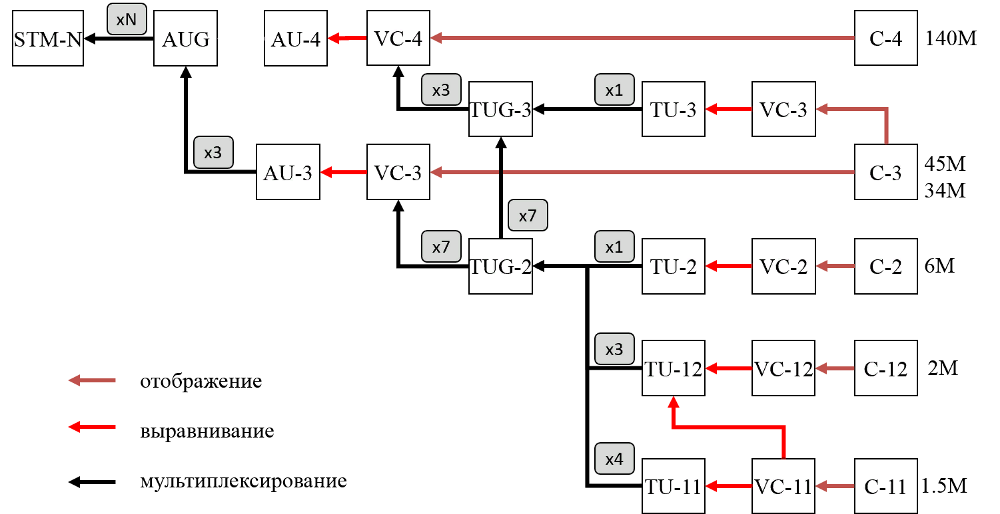 xN
STM-N AUG AU-4 VC-4 C-4 140M
x3 x1
TUG-3 TU-3 VC-3
x3
AU-3 VC-3 C-3 45M
34M
x7
x7 x1
TUG-2 TU-2 VC-2 C-2 6M
x3
TU-12 VC-12 C-12 2M
отображение
выравнивание
x4
мультиплексирование
TU-11 VC-11 C-11 1.5M